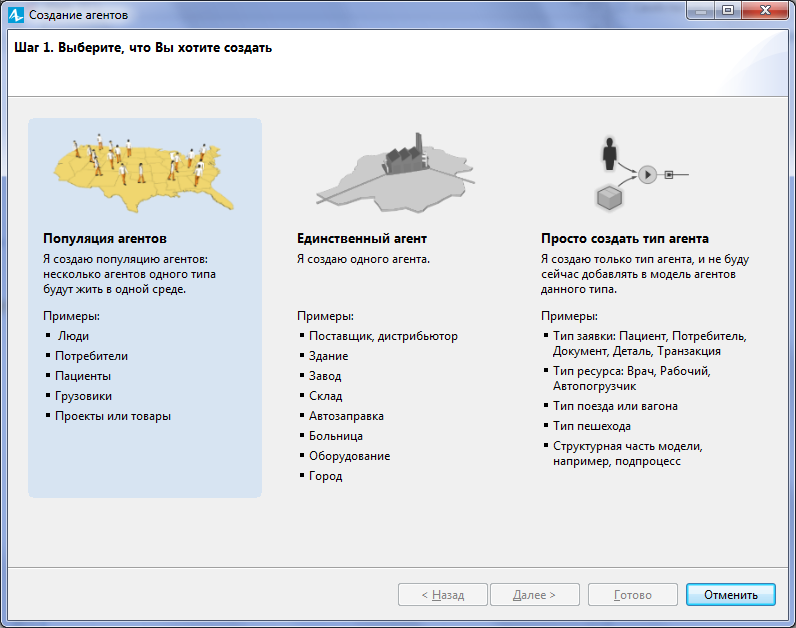 Создание агентов
Шаг 1. Выберите, что Вы хотите создать
Популяция агентов
Я создаю популяцию агентов:
несколько агентов одного типа
будут жить в одной среде.
Примеры:
Люди
Потребители
Пациенты
Грузовики
Проекты или товары
Единственный агент
Я создаю одного агента.
Примеры:
Поставщик, дистрибьютор
Здание
Завод
Склад
Автозаправка
Больница
Оборудование
Город
Просто создать тип агента
Я создаю только тип агента, и не буду
сейчас добавлять в модель агентов
данного типа.
Примеры:
Тип заявки: Пациент, Потребитель,
Документ, Деталь, Транзакция
Тип ресурса: Врач, Рабочий,
Автопогрузчик
Тип поезда или вагона
Тип пешехода
Структурная часть модели,
например, подпроцесс
< Назад
Далее >
Готово
Отменить